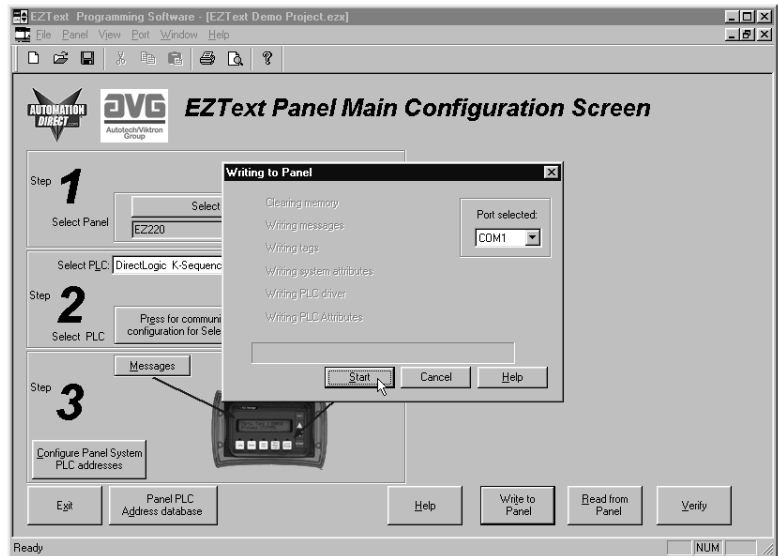 EZText Programming Software - [EZText Demo Project.ezx]
File Panel View Port Window Help
AUTOMATION
DIRECT
AVG
Autotech/Viktron
Group
EZText Panel Main Configuration Screen
Step 1
Select Panel
Select
EZ220
Select PLC: DirectLogic K-Sequenc
Step 2
Select PLC
Press for communi
configuration for Sele
Messages
Step 3
Configure Panel System
PLC addresses
Writing to Panel
Clearing memory
Writing messages
Writing tags
Writing system attributes
Writing PLC driver
Writing PLC Attributes
Port selected:
COM1
Start Cancel Help
Exit
Panel PLC
Address database
Help
Write to
Panel
Read from
Panel
Verify
Ready
NUM